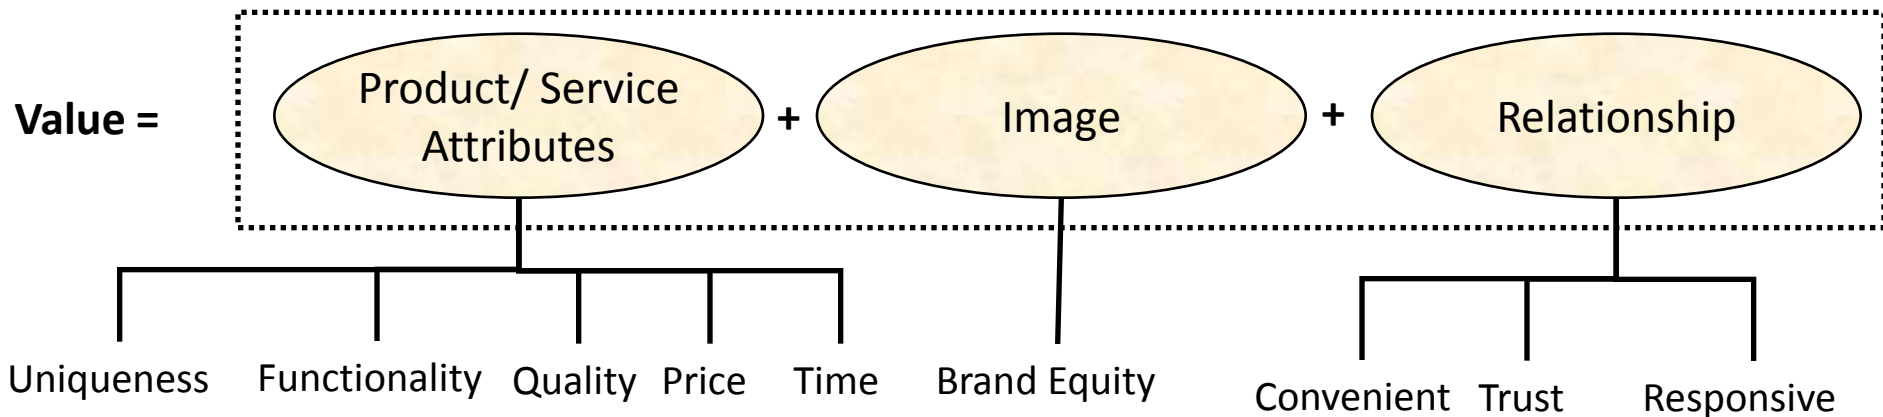 Value =
Product/ Service
Attributes
+
Image
+
Relationship
Uniqueness
Functionality
Quality
Price
Time
Brand Equity
Convenient
Trust
Responsive